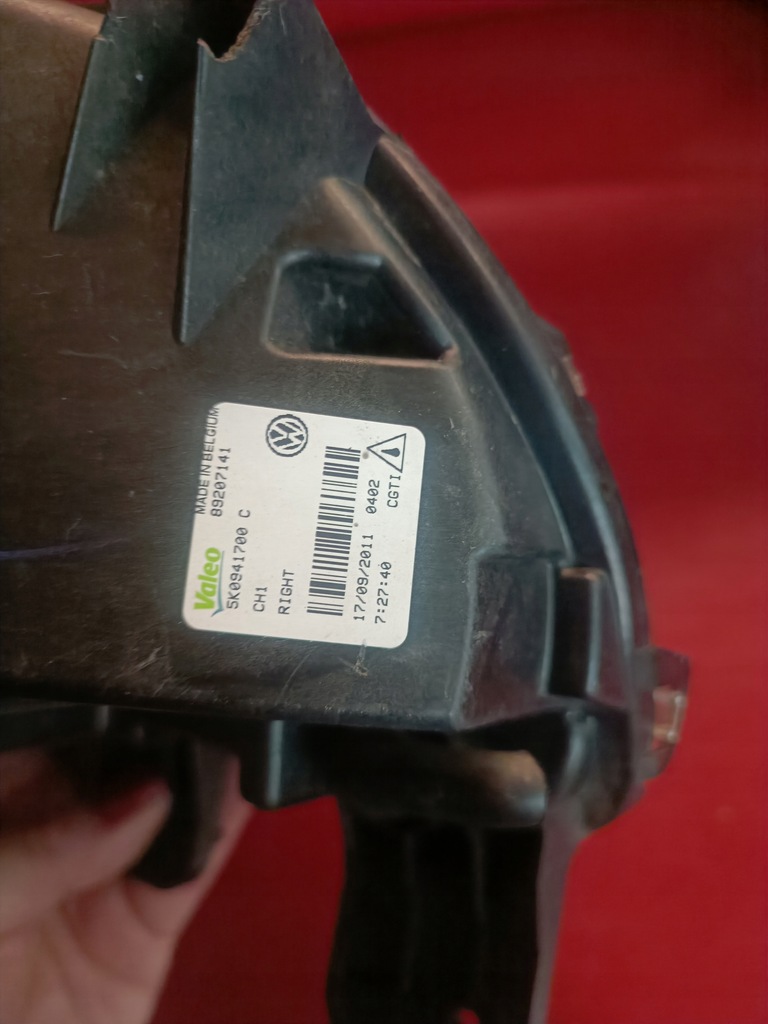 MADE IN BELGIUM
89207141
Valeo
5K0941700 C
CH1
RIGHT
17/09/2011 0402
7:27:40 CGTI